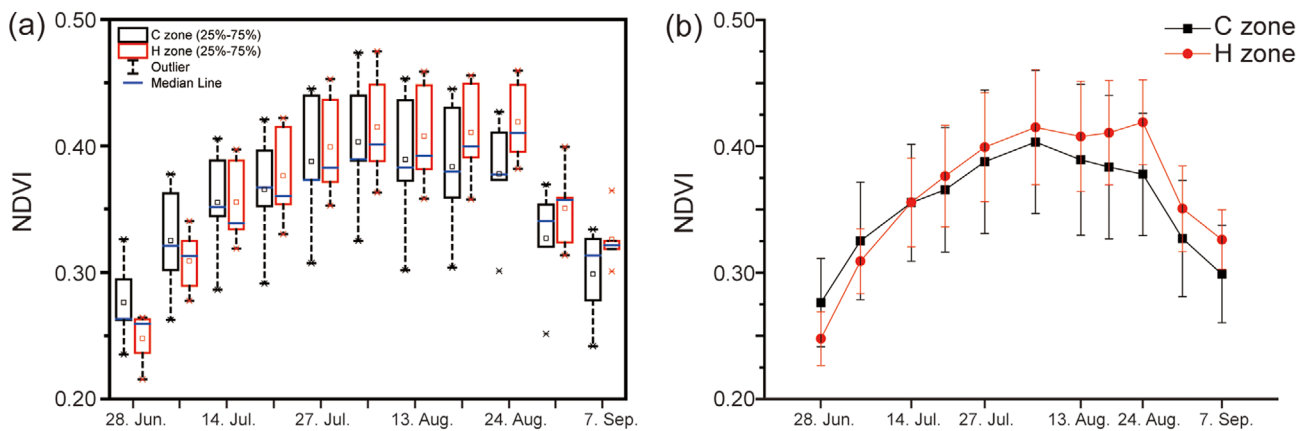 (a)
NDVI
0.50
0.40
0.30
0.20
C zone (25%-75%)
H zone (25%-75%)
Outlier
Median Line
28. Jun. 14. Jul. 27. Jul. 13. Aug. 24. Aug. 7. Sep.
(b)
NDVI
0.50
0.40
0.30
0.20
C zone
H zone
28. Jun. 14. Jul. 27. Jul. 13. Aug. 24. Aug. 7. Sep.